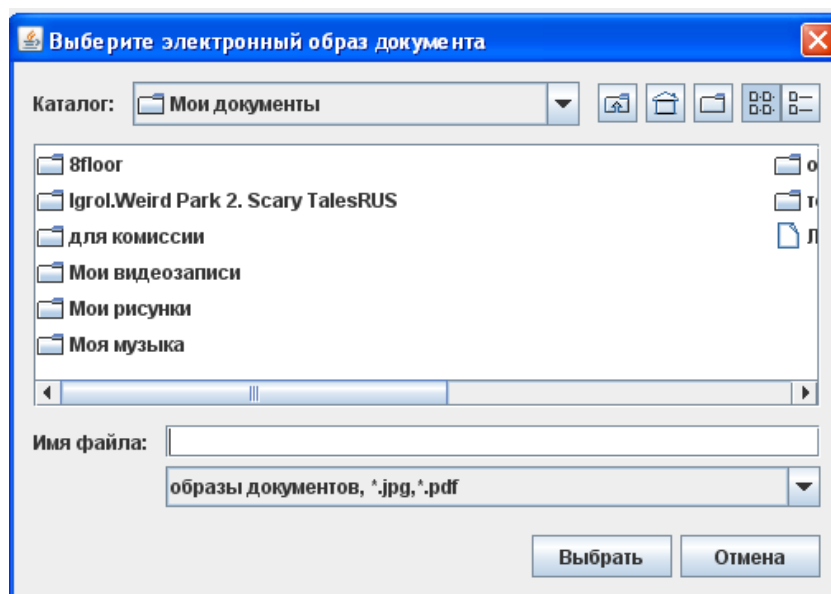 Выберите электронный образ документа
Каталог: Мои документы
8floor
Igrol.Weird Park 2. Scary TalesRUS
для комиссии
Мои видеозаписи
Мои рисунки
Моя музыка
Имя файла:
образы документов, *.jpg,*.pdf
Выбрать Отмена